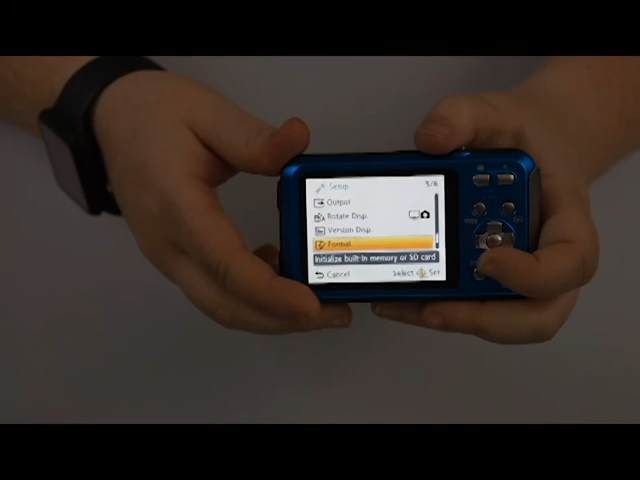 Setup 5/6
Output
Rotate Disp.
Version Disp.
Format
Initialize built-in memory or SD card
Cancel Select Set